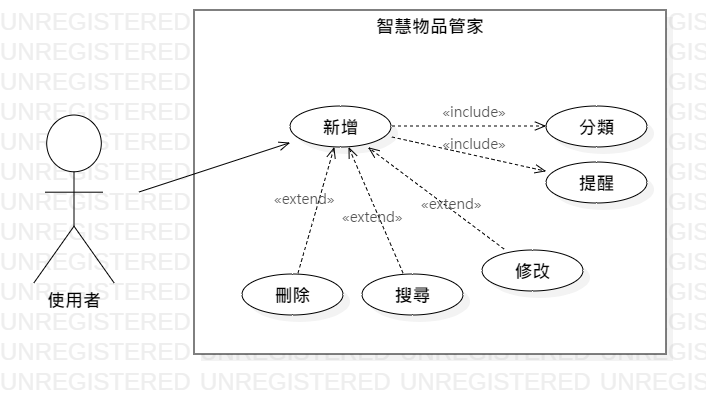 智慧物品管家
«include»
新增
分類
«include»
提醒
«extend»
«extend»
«extend»
修改
刪除
搜尋
使用者
UNREGISTERED
UNREGISTERED UNREGISTERED UNREGISTERED